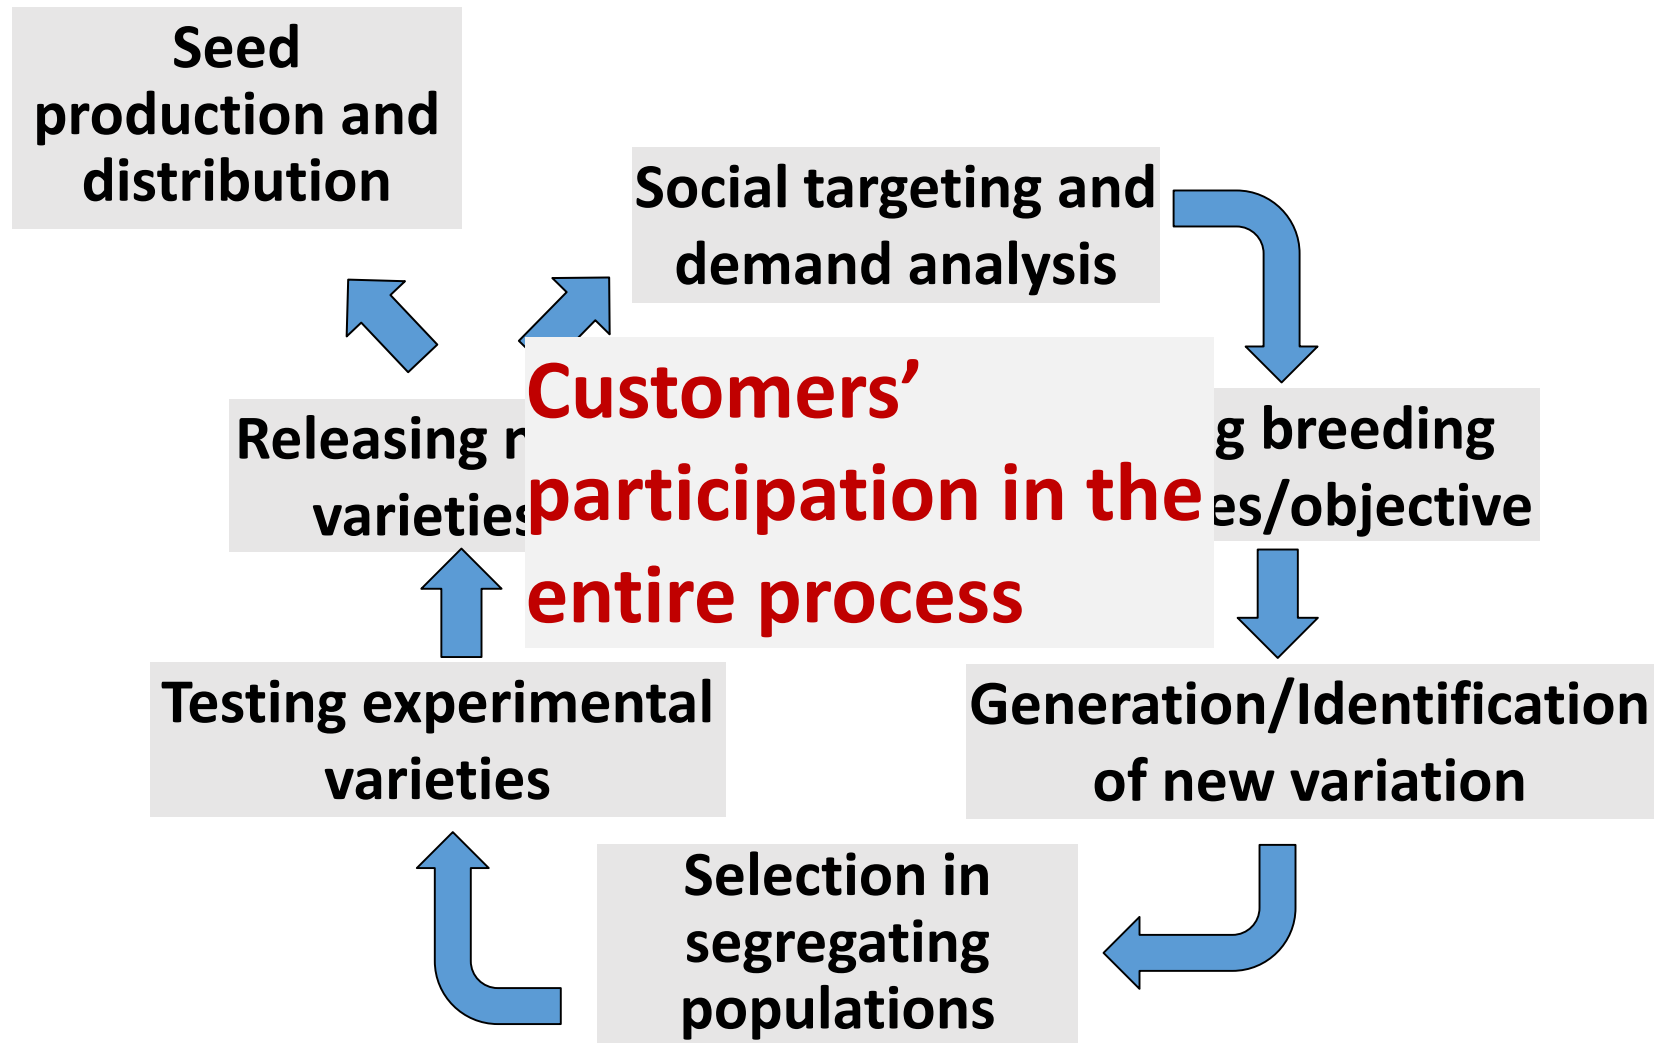 Seed
production and
distribution
Social targeting and
demand analysis
Customers’
participation in the
entire process
Releasing
varieties
breeding
/objective
Testing experimental
varieties
Generation/Identification
of new variation
Selection in
segregating
populations